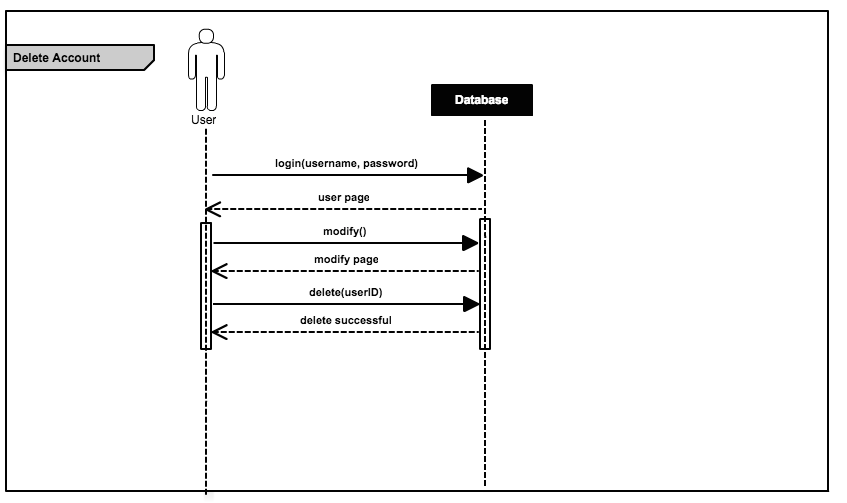 Delete Account
User
Database
login(username, password)
user page
modify()
modify page
delete(userID)
delete successful